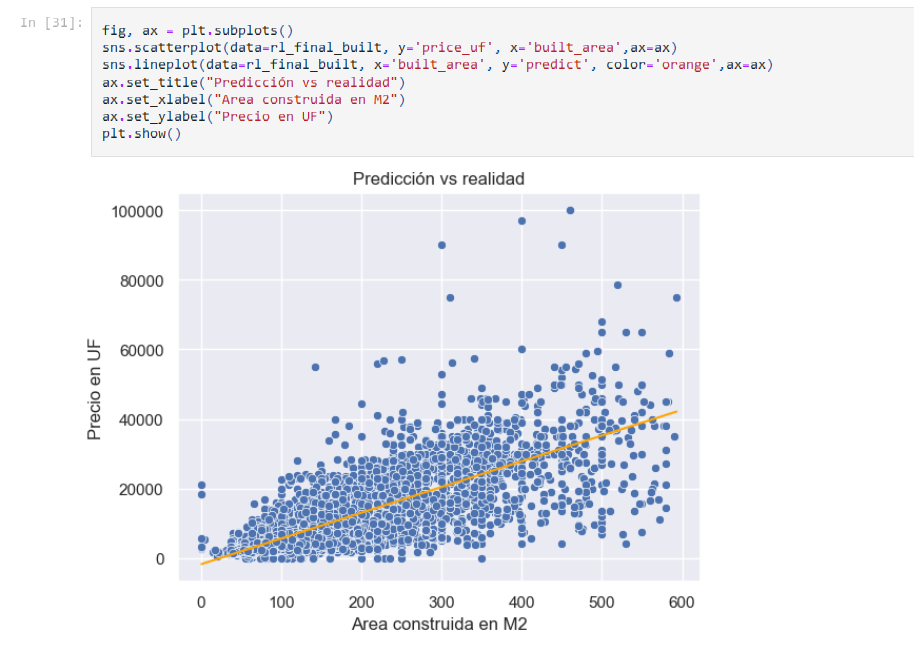 In [31]:
fig, ax = plt.subplots()
sns.scatterplot(data=rl_final_built, y='price_uf', x='built_area',ax=ax)
sns.lineplot(data=rl_final_built, x='built_area', y='predict', color='orange',ax=ax)
ax.set_title("Predicción vs realidad")
ax.set_xlabel("Area construida en M2")
ax.set_ylabel("Precio en UF")
plt.show()
Predicción vs realidad
Precio en UF
100000
80000
60000
40000
20000
0
0 100 200 300 400 500 600
Area construida en M2